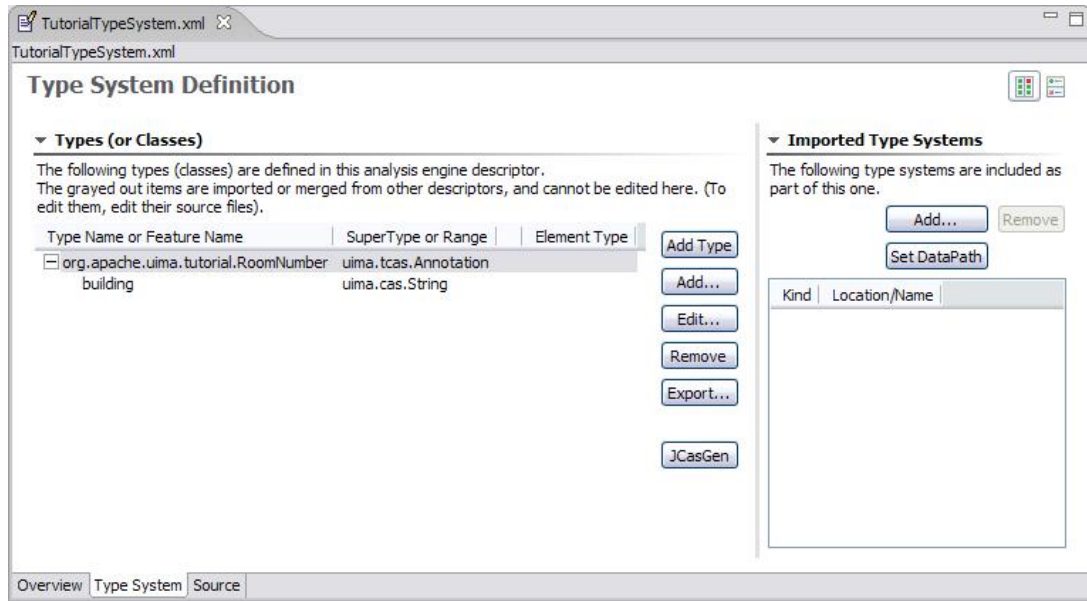 TutorialTypeSystem.xml
TutorialTypeSystem.xml
Type System Definition
Types (or Classes)
The following types (classes) are defined in this analysis engine descriptor.
The grayed out items are imported or merged from other descriptors, and cannot be edited here. (To
edit them, edit their source files).
Type Name or Feature Name SuperType or Range Element Type
org.apache.uima.tutorial.RoomNumber uima.tcas.Annotation
building uima.cas.String
Add Type
Add...
Edit...
Remove
Export...
JCasGen
Imported Type Systems
The following type systems are included as
part of this one.
Add... Remove
Set DataPath
Kind Location/Name
Overview Type System Source